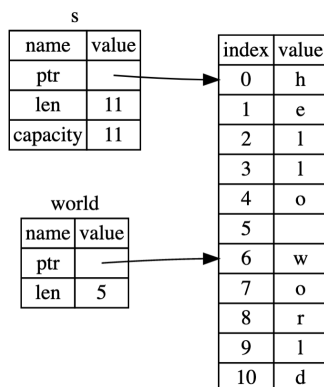 s
name value
ptr
len 11
capacity 11
world
name value
ptr
len 5
index value
0 h
1 e
2 l
3 l
4 o
5
6 w
7 o
8 r
9 l
10 d